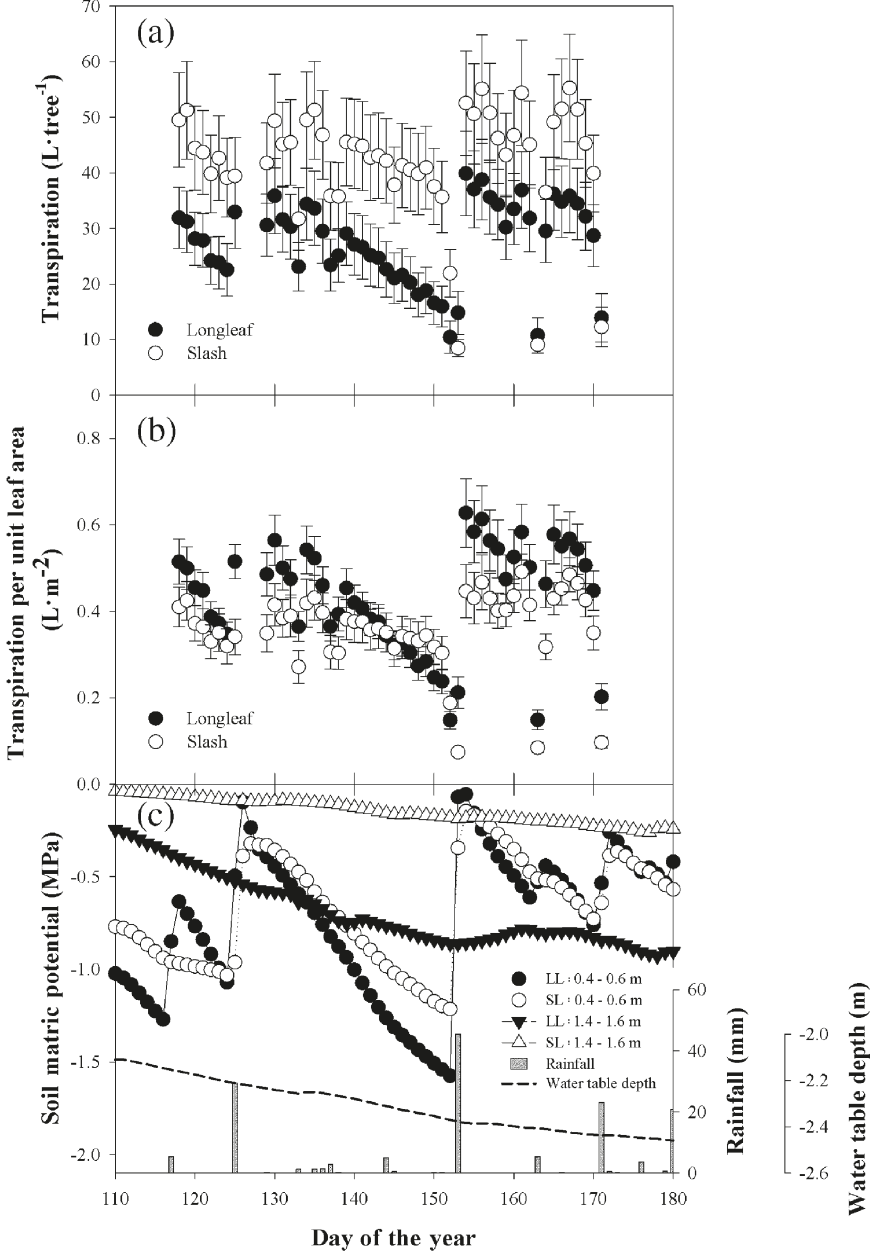 70
(a)
60
50
40
30
20
10
0
Transpiration (L·tree⁻¹)
Longleaf
Slash
(b)
0.8
0.6
0.4
0.2
0.0
Transpiration per unit leaf area
(L·m⁻²)
Longleaf
Slash
(c)
-0.5
-1.0
-1.5
-2.0
Soil matric potential (MPa)
LL : 0.4 - 0.6 m
SL : 0.4 - 0.6 m
LL : 1.4 - 1.6 m
SL : 1.4 - 1.6 m
Rainfall
Water table depth
60
40
20
0
Rainfall (mm)
-2.0
-2.2
-2.4
-2.6
Water table depth (m)
110 120 130 140 150 160 170 180
Day of the year